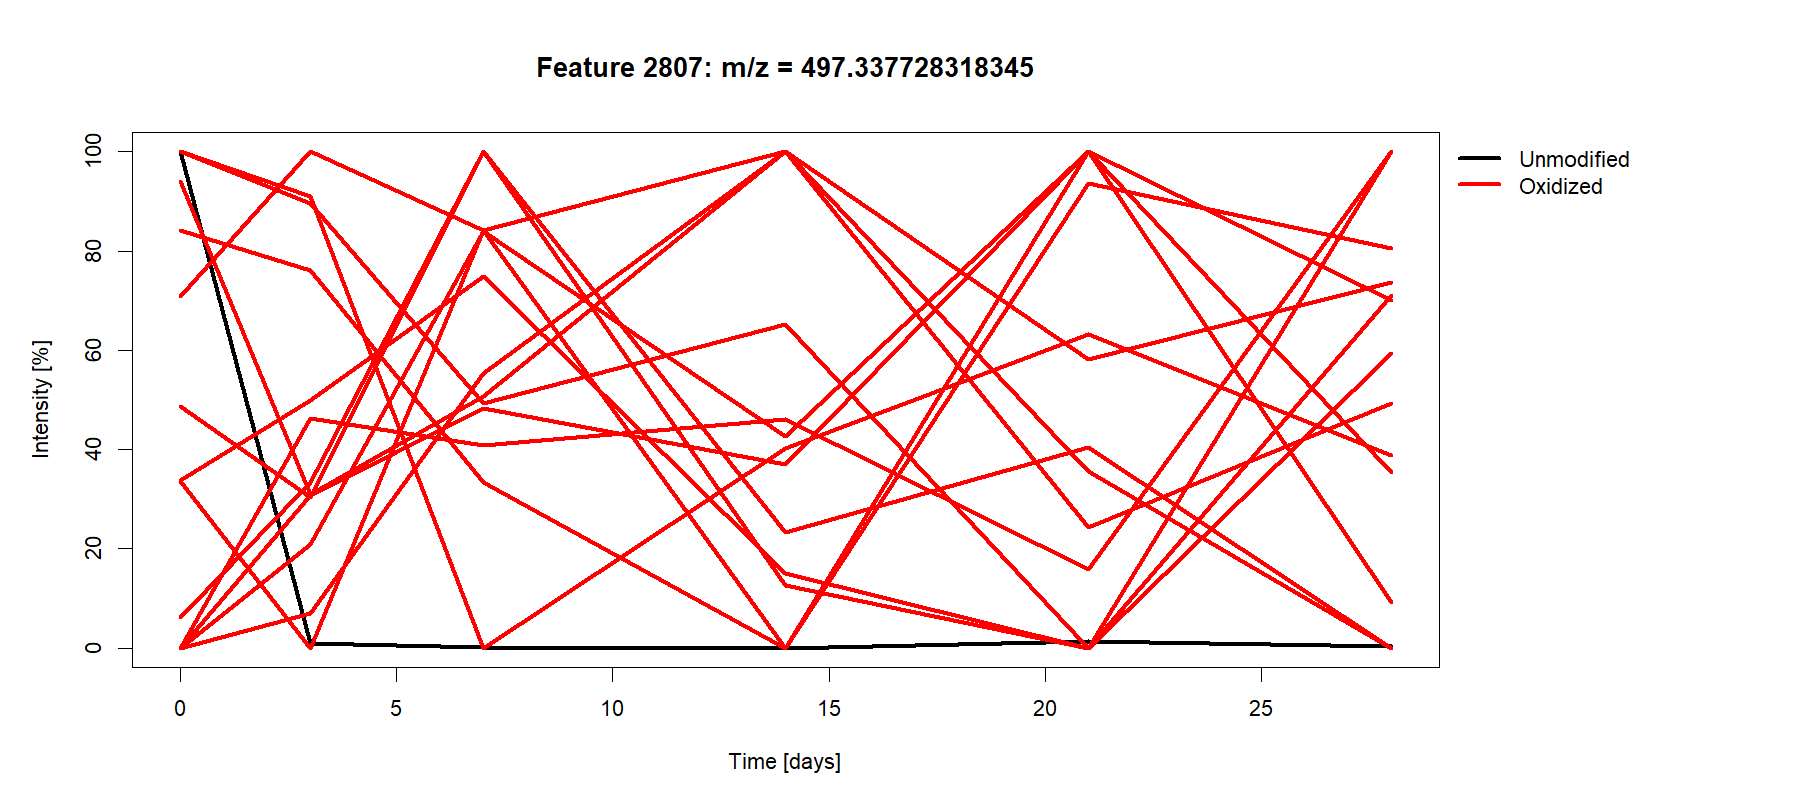 Feature 2807: m/z = 497.337728318345
Unmodified
Oxidized
Intensity [%]
100
80
60
40
20
0
0 5 10 15 20 25
Time [days]